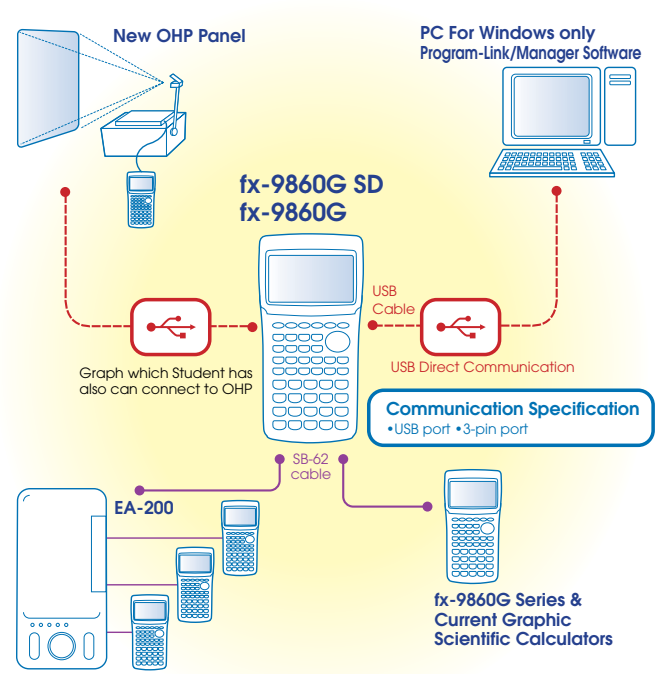 New OHP Panel
PC For Windows only
Program-Link/Manager Software
fx-9860G SD
fx-9860G
USB
Cable
Graph which Student has
also can connect to OHP
USB Direct Communication
Communication Specification
•USB port •3-pin port
SB-62
cable
EA-200
fx-9860G Series &
Current Graphic
Scientific Calculators